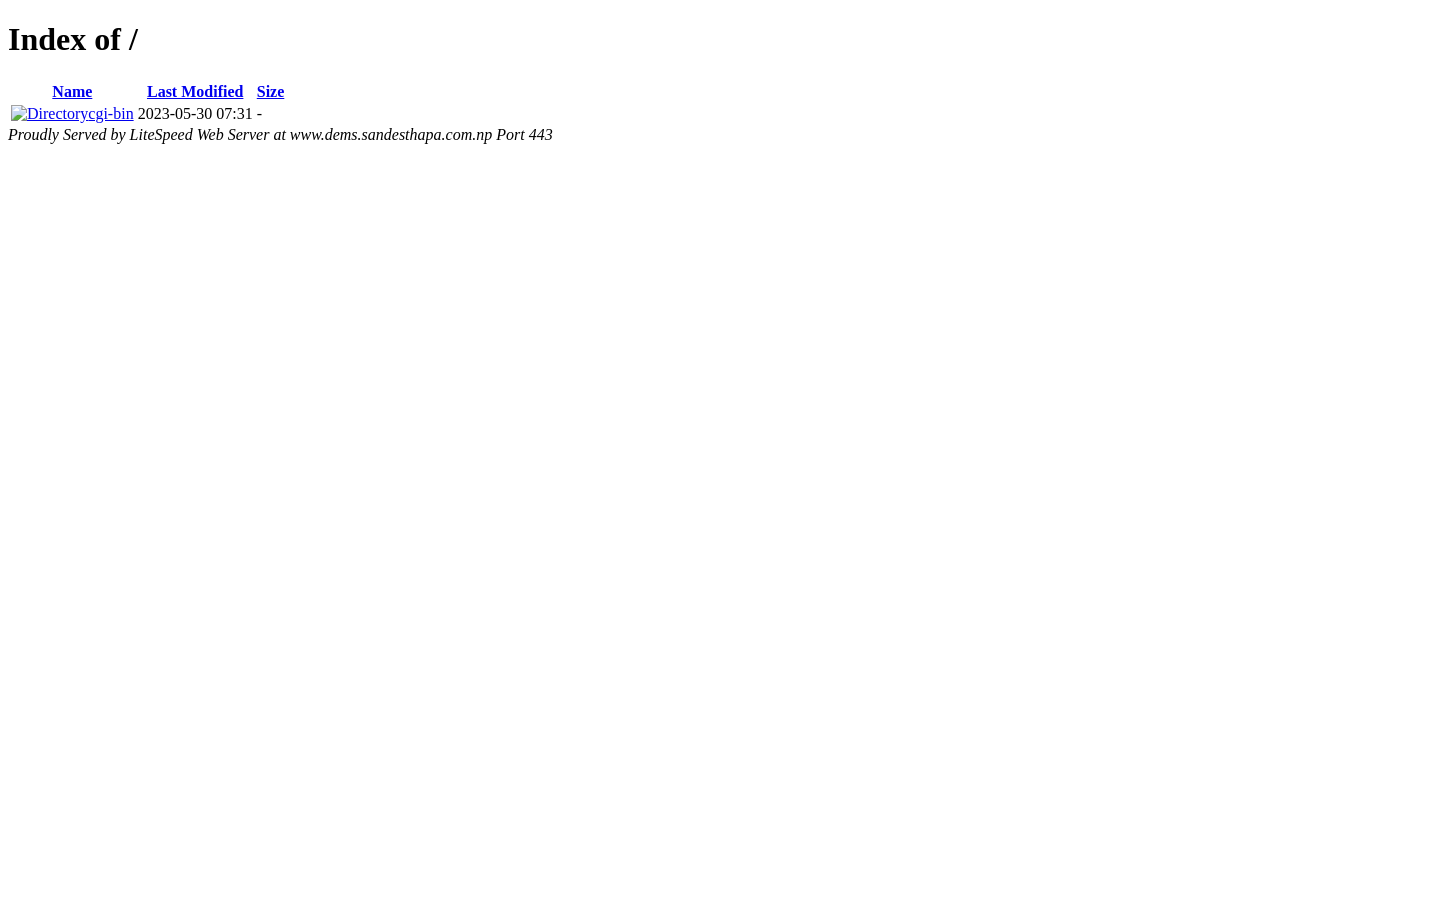 Index of /
Name Last Modified Size
Directorycgi-bin 2023-05-30 07:31 -
Proudly Served by LiteSpeed Web Server at www.dems.sandesthapa.com.np Port 443